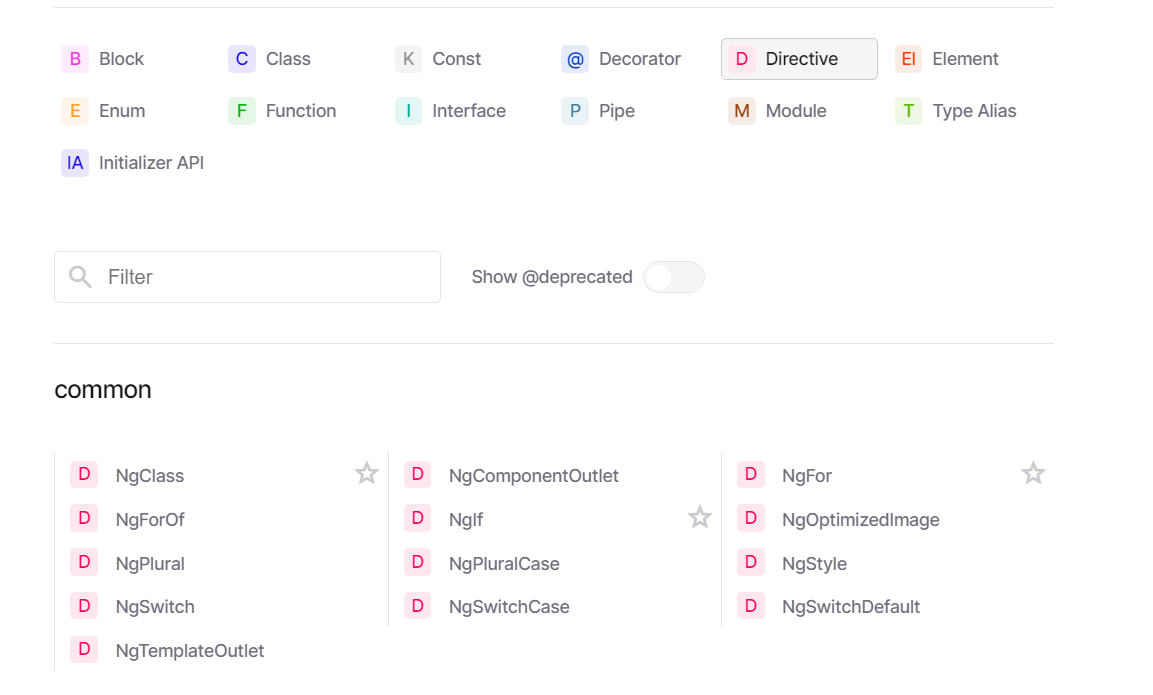 B Block C Class K Const @ Decorator D Directive El Element
E Enum F Function I Interface P Pipe M Module T Type Alias
IA Initializer API
Filter Show @deprecated
common
D NgClass D NgComponentOutlet D NgFor
D NgForOf D NgIf D NgOptimizedImage
D NgPlural D NgPluralCase D NgStyle
D NgSwitch D NgSwitchCase D NgSwitchDefault
D NgTemplateOutlet